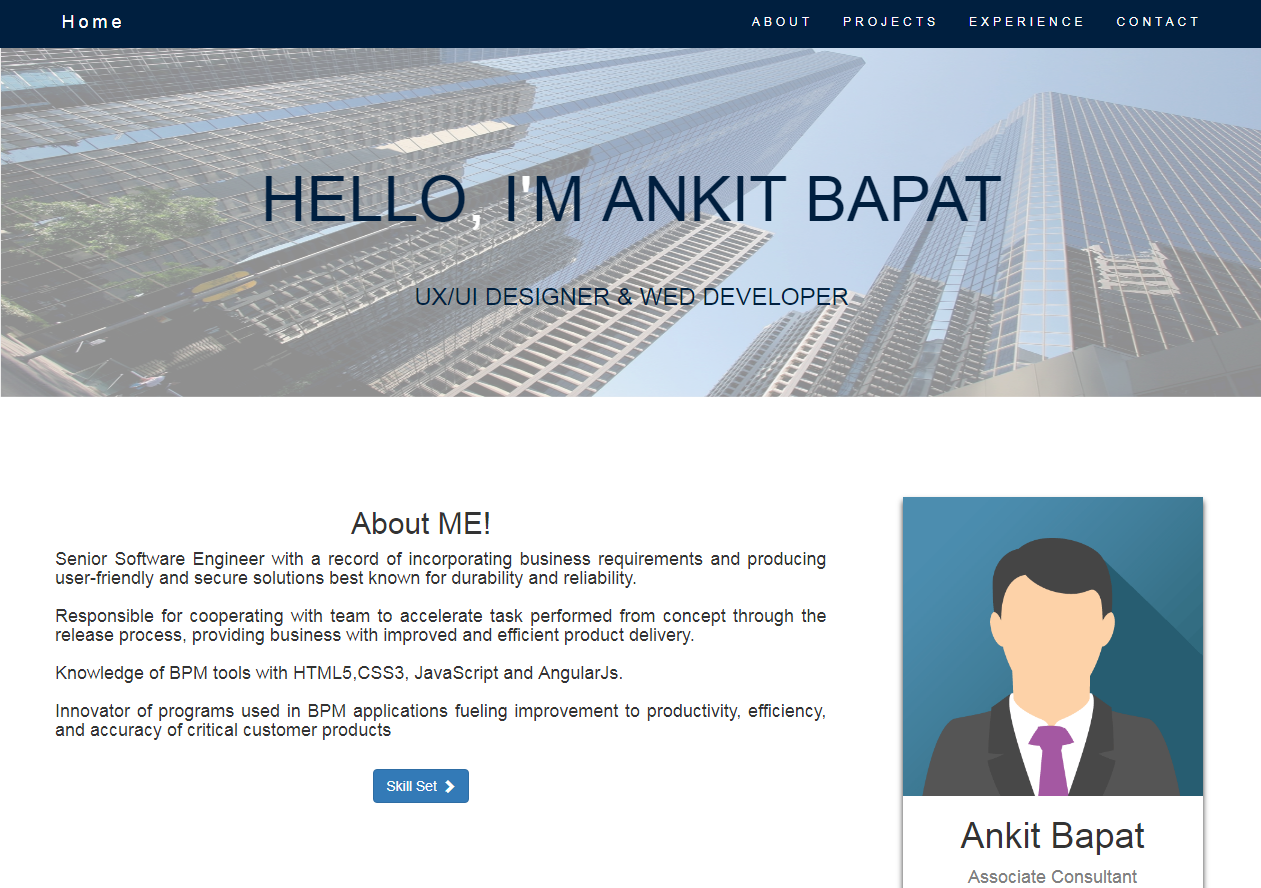 Home
ABOUT PROJECTS EXPERIENCE CONTACT
HELLO, I'M ANKIT BAPAT
UX/UI DESIGNER & WED DEVELOPER
About ME!
Senior Software Engineer with a record of incorporating business requirements and producing
user-friendly and secure solutions best known for durability and reliability.
Responsible for cooperating with team to accelerate task performed from concept through the
release process, providing business with improved and efficient product delivery.
Knowledge of BPM tools with HTML5,CSS3, JavaScript and AngularJs.
Innovator of programs used in BPM applications fueling improvement to productivity, efficiency,
and accuracy of critical customer products
Skill Set
Ankit Bapat
Associate Consultant